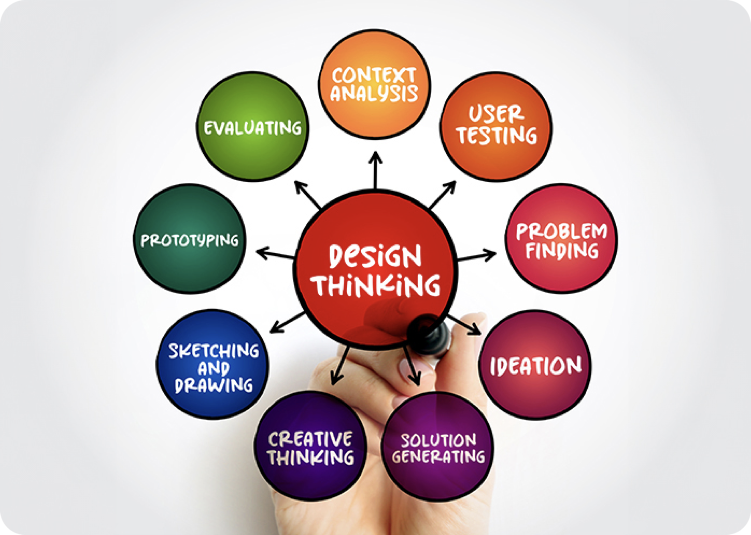 CONTEXT
ANALYSIS
USER
TESTING
PROBLEM
FINDING
IDEATION
SOLUTION
GENERATING
CREATIVE
THINKING
SKETCHING
AND
DRAWING
PROTOTYPING
EVALUATING
DESIGN
THINKING